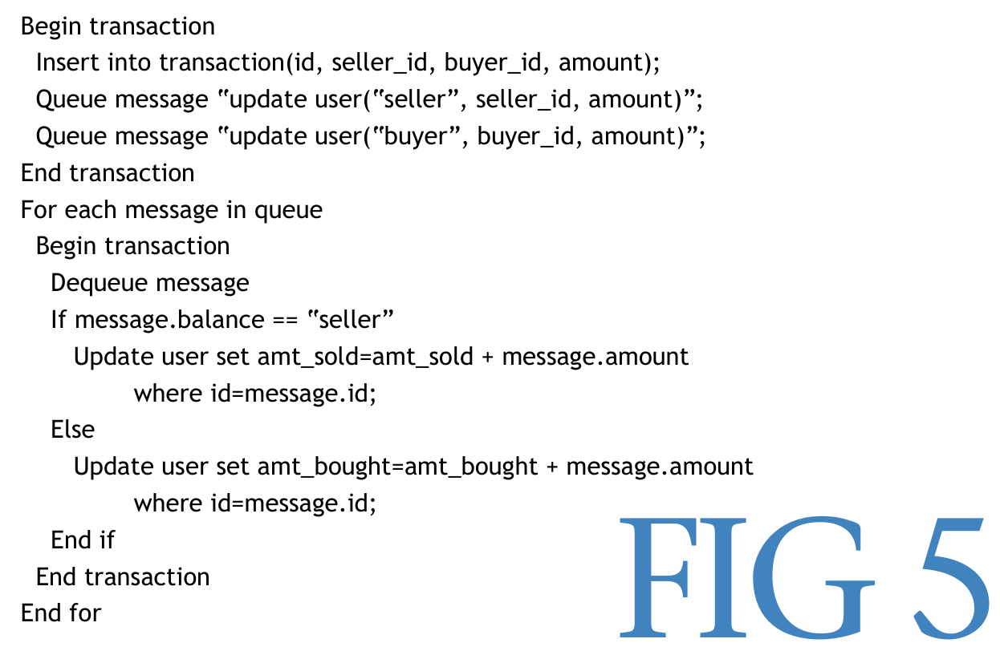 Begin transaction
Insert into transaction(id, seller_id, buyer_id, amount);
Queue message “update user(“seller”, seller_id, amount)”;
Queue message “update user(“buyer”, buyer_id, amount)”;
End transaction
For each message in queue
Begin transaction
Dequeue message
If message.balance == “seller”
Update user set amt_sold=amt_sold + message.amount
where id=message.id;
Else
Update user set amt_bought=amt_bought + message.amount
where id=message.id;
End if
End transaction
End for
FIG 5